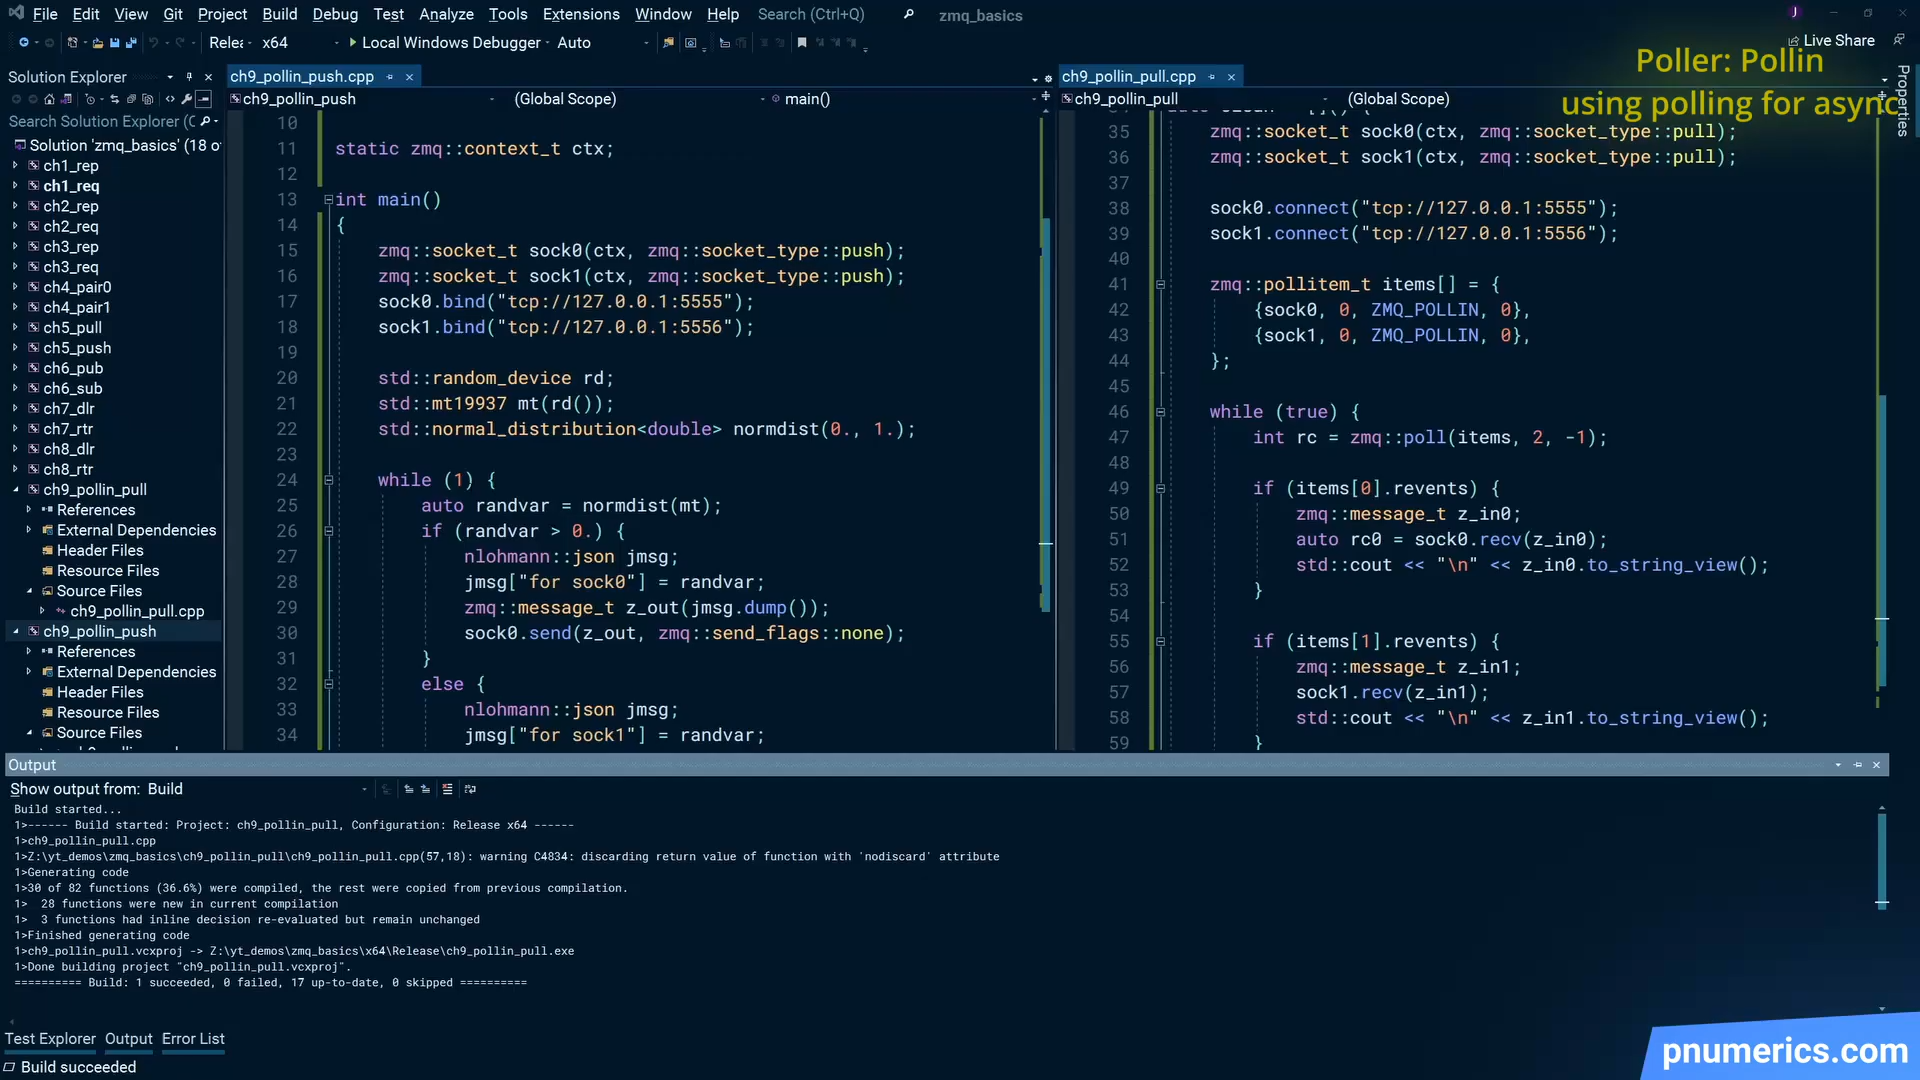 File Edit View Git Project Build Debug Test Analyze Tools Extensions Window Help Search (Ctrl+Q) zmq_basics J
Relea x64 Local Windows Debugger Auto Live Share
Poller: Pollin
using polling for async
Properties
Solution Explorer
Search Solution Explorer (C
Solution 'zmq_basics' (18 o
ch1_rep
ch1_req
ch2_rep
ch2_req
ch3_rep
ch3_req
ch4_pair0
ch4_pair1
ch5_pull
ch5_push
ch6_pub
ch6_sub
ch7_dlr
ch7_rtr
ch8_dlr
ch8_rtr
ch9_pollin_pull
References
External Dependencies
Header Files
Resource Files
Source Files
ch9_pollin_pull.cpp
ch9_pollin_push
References
External Dependencies
Header Files
Resource Files
Source Files
ch9_pollin_push.cpp
ch9_pollin_push (Global Scope) main()
10
11 static zmq::context_t ctx;
12
13 int main()
14 {
15 zmq::socket_t sock0(ctx, zmq::socket_type::push);
16 zmq::socket_t sock1(ctx, zmq::socket_type::push);
17 sock0.bind("tcp://127.0.0.1:5555");
18 sock1.bind("tcp://127.0.0.1:5556");
19
20 std::random_device rd;
21 std::mt19937 mt(rd());
22 std::normal_distribution<double> normdist(0., 1.);
23
24 while (1) {
25 auto randvar = normdist(mt);
26 if (randvar > 0.) {
27 nlohmann::json jmsg;
28 jmsg["for sock0"] = randvar;
29 zmq::message_t z_out(jmsg.dump());
30 sock0.send(z_out, zmq::send_flags::none);
31 }
32 else {
33 nlohmann::json jmsg;
34 jmsg["for sock1"] = randvar;
ch9_pollin_pull.cpp
ch9_pollin_pull (Global Scope)
35 zmq::socket_t sock0(ctx, zmq::socket_type::pull);
36 zmq::socket_t sock1(ctx, zmq::socket_type::pull);
37
38 sock0.connect("tcp://127.0.0.1:5555");
39 sock1.connect("tcp://127.0.0.1:5556");
40
41 zmq::pollitem_t items[] = {
42 {sock0, 0, ZMQ_POLLIN, 0},
43 {sock1, 0, ZMQ_POLLIN, 0},
44 };
45
46 while (true) {
47 int rc = zmq::poll(items, 2, -1);
48
49 if (items[0].revents) {
50 zmq::message_t z_in0;
51 auto rc0 = sock0.recv(z_in0);
52 std::cout << "\n" << z_in0.to_string_view();
53 }
54
55 if (items[1].revents) {
56 zmq::message_t z_in1;
57 sock1.recv(z_in1);
58 std::cout << "\n" << z_in1.to_string_view();
59 }
Output
Show output from: Build
Build started...
1>------ Build started: Project: ch9_pollin_pull, Configuration: Release x64 ------
1>ch9_pollin_pull.cpp
1>Z:\yt_demos\zmq_basics\ch9_pollin_pull\ch9_pollin_pull.cpp(57,18): warning C4834: discarding return value of function with 'nodiscard' attribute
1>Generating code
1>30 of 82 functions (36.6%) were compiled, the rest were copied from previous compilation.
1> 28 functions were new in current compilation
1> 3 functions had inline decision re-evaluated but remain unchanged
1>Finished generating code
1>ch9_pollin_pull.vcxproj -> Z:\yt_demos\zmq_basics\x64\Release\ch9_pollin_pull.exe
1>Done building project "ch9_pollin_pull.vcxproj".
========== Build: 1 succeeded, 0 failed, 17 up-to-date, 0 skipped ==========
Test Explorer Output Error List
Build succeeded
pnumerics.com